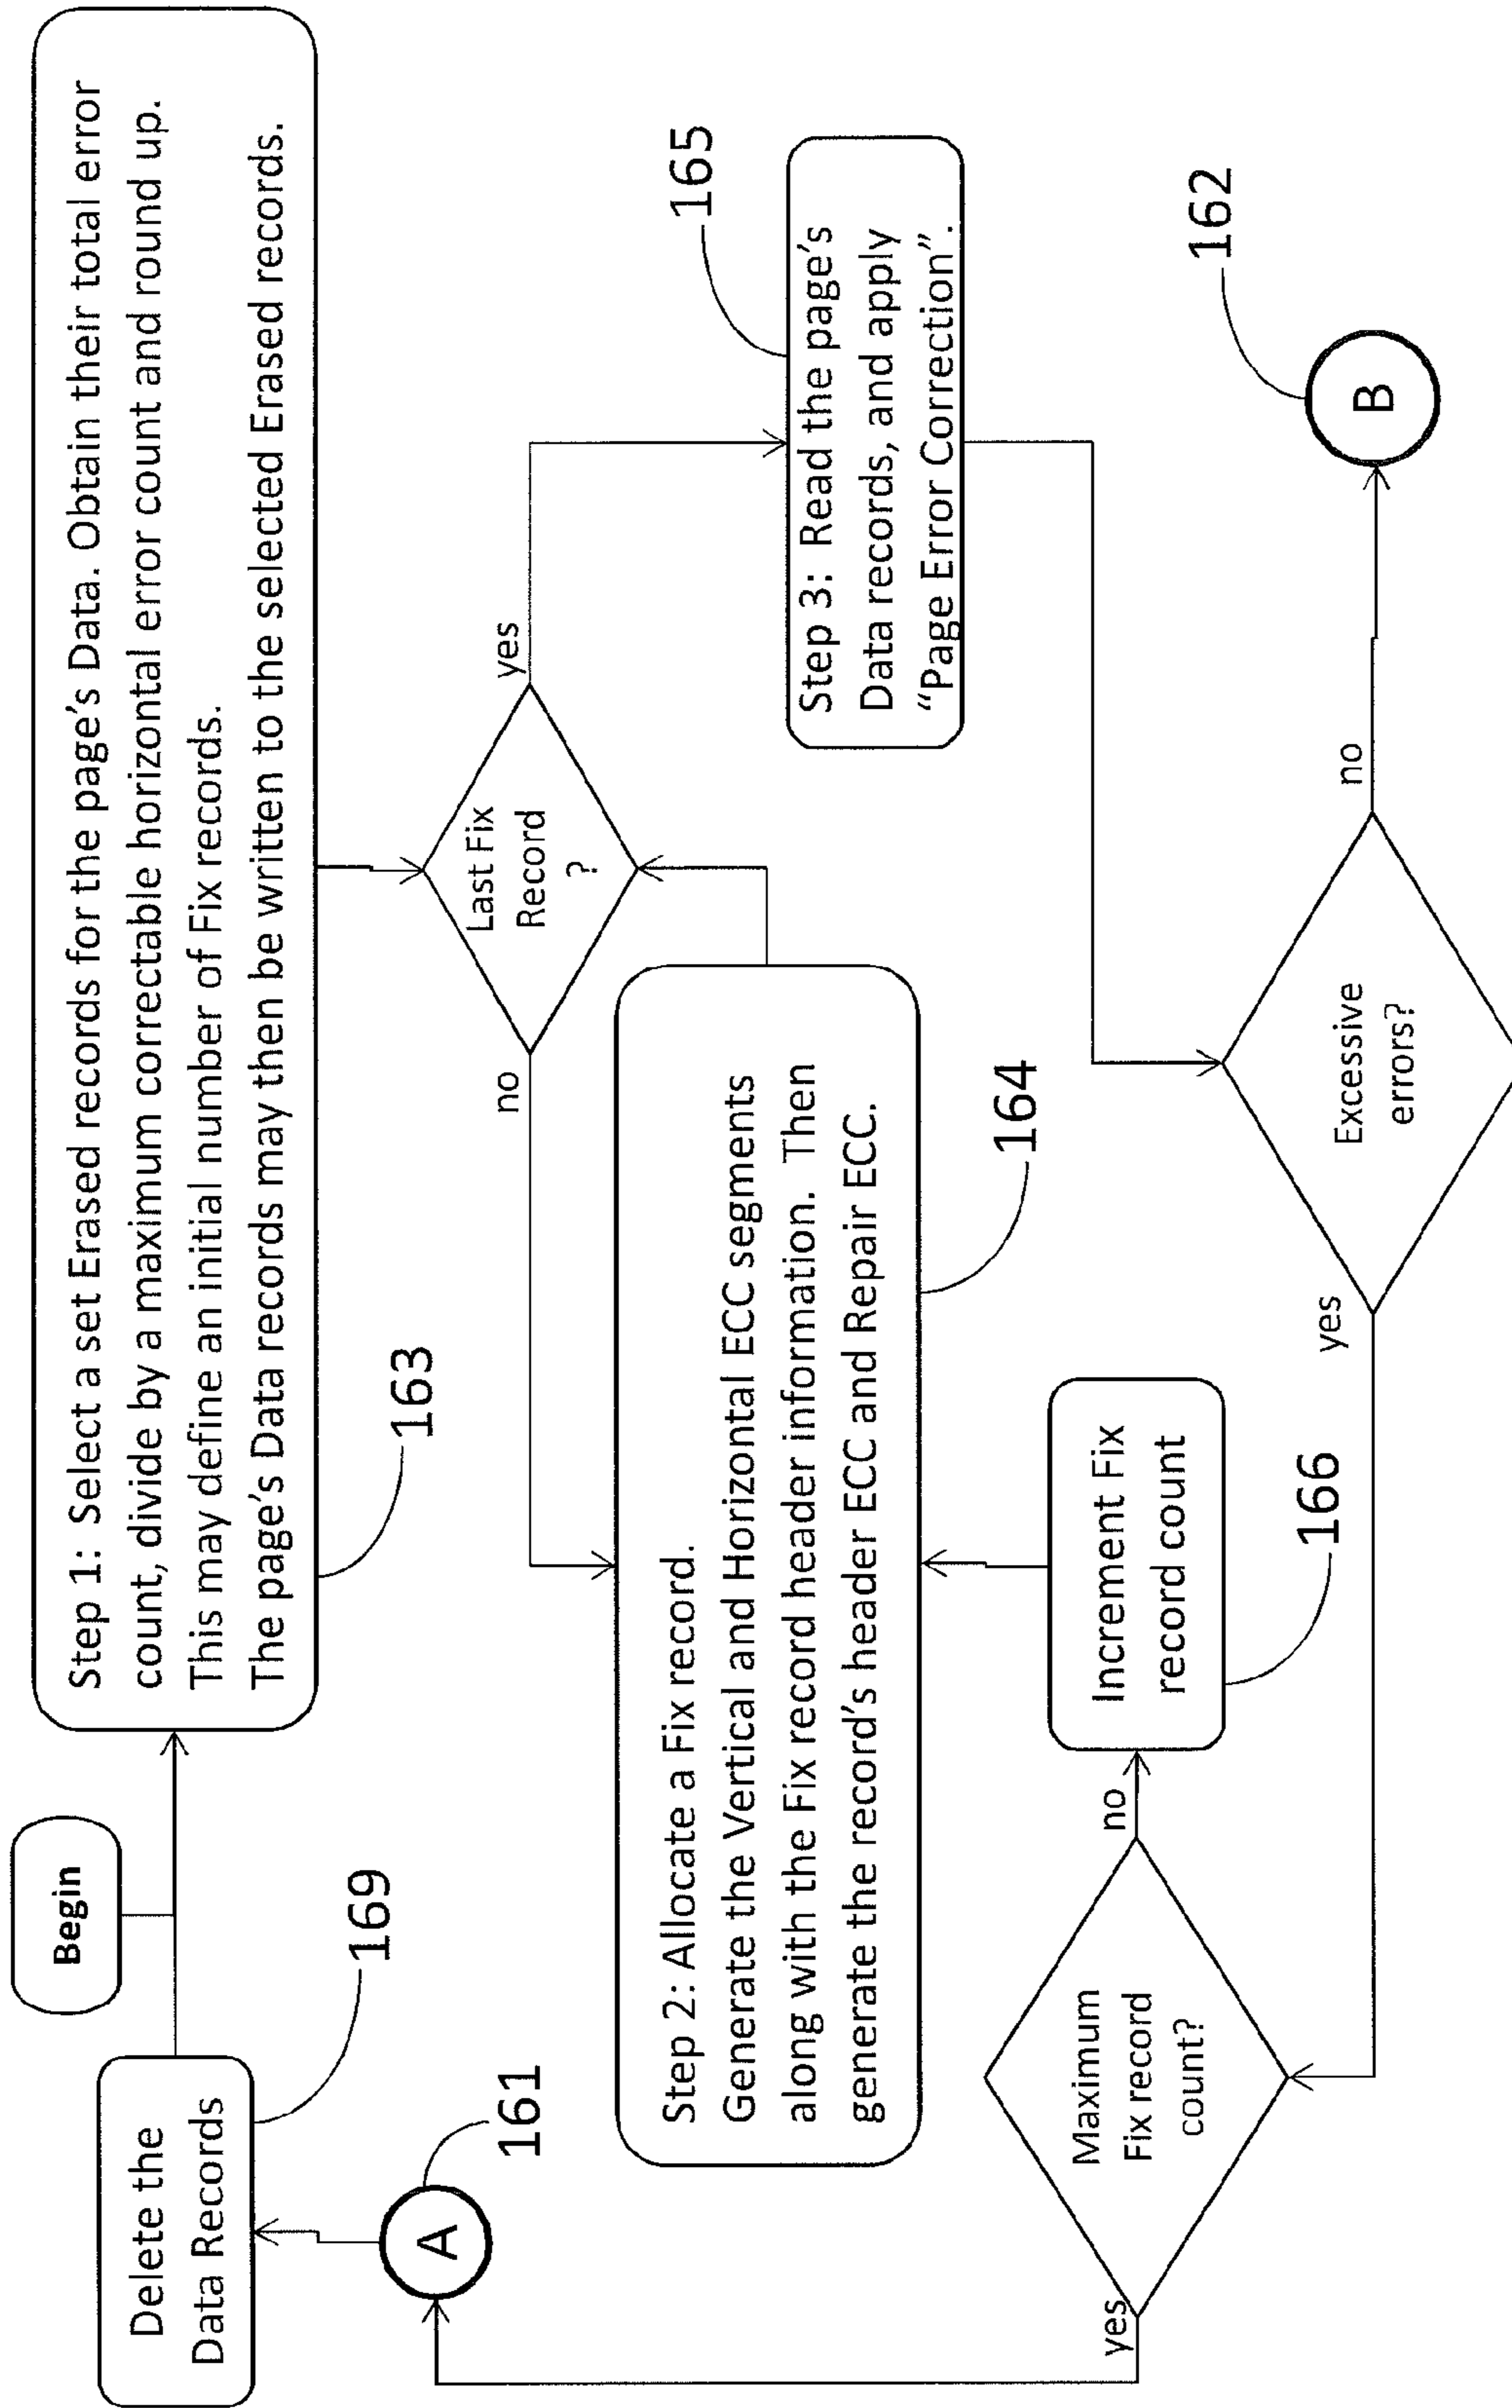 Begin
Delete the
Data Records
169
A
161
Step 1: Select a set Erased records for the page's Data. Obtain their total error
count, divide by a maximum correctable horizontal error count and round up.
This may define an initial number of Fix records.
The page's Data records may then be written to the selected Erased records.
163
Last Fix
Record
?
no
yes
Step 2: Allocate a Fix record.
Generate the Vertical and Horizontal ECC segments
along with the Fix record header information. Then
generate the record's header ECC and Repair ECC.
164
Step 3: Read the page's
Data records, and apply
“Page Error Correction”.
165
Maximum
Fix record
count?
yes
no
Increment Fix
record count
166
Excessive
errors?
yes
no
B
162